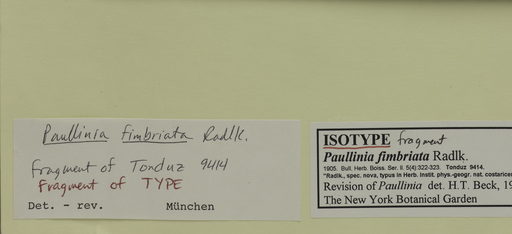 Paullinia fimbriata Radlk.
fragment of Tonduz 9414
Fragment of TYPE
Det. - rev. München
ISOTYPE fragment
Paullinia fimbriata Radlk.
1905. Bull. Herb. Boiss. Ser. II. 5(4):322-323. Tonduz 9414.
"Radlk., spec. nova, typus in Herb. Instit. phys.-geogr. nat. costaricensis
Revision of Paullinia det. H.T. Beck, 19
The New York Botanical Garden